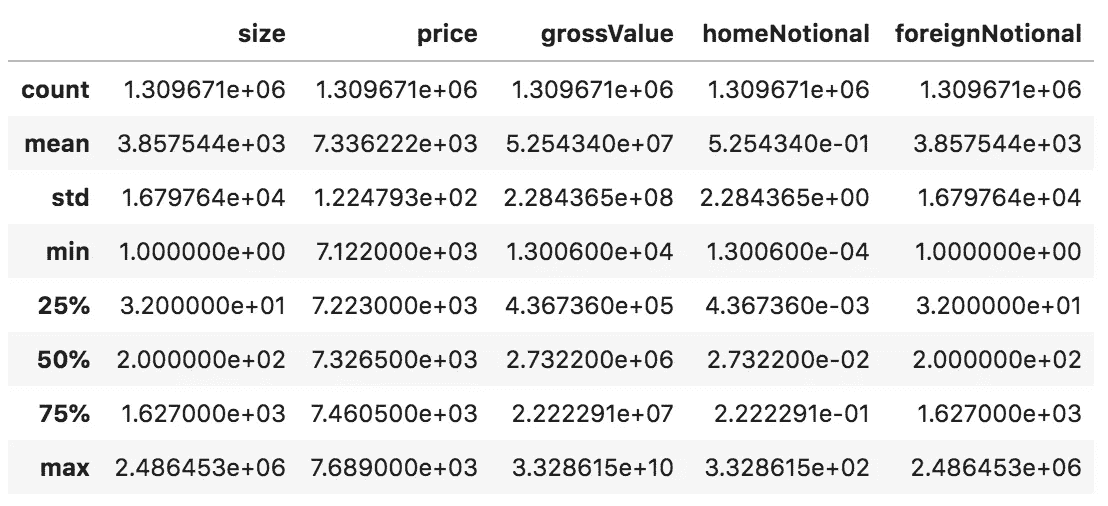 size price grossValue homeNotional foreignNotional
count 1.309671e+06 1.309671e+06 1.309671e+06 1.309671e+06 1.309671e+06
mean 3.857544e+03 7.336222e+03 5.254340e+07 5.254340e-01 3.857544e+03
std 1.679764e+04 1.224793e+02 2.284365e+08 2.284365e+00 1.679764e+04
min 1.000000e+00 7.122000e+03 1.300600e+04 1.300600e-04 1.000000e+00
25% 3.200000e+01 7.223000e+03 4.367360e+05 4.367360e-03 3.200000e+01
50% 2.000000e+02 7.326500e+03 2.732200e+06 2.732200e-02 2.000000e+02
75% 1.627000e+03 7.460500e+03 2.222291e+07 2.222291e-01 1.627000e+03
max 2.486453e+06 7.689000e+03 3.328615e+10 3.328615e+02 2.486453e+06